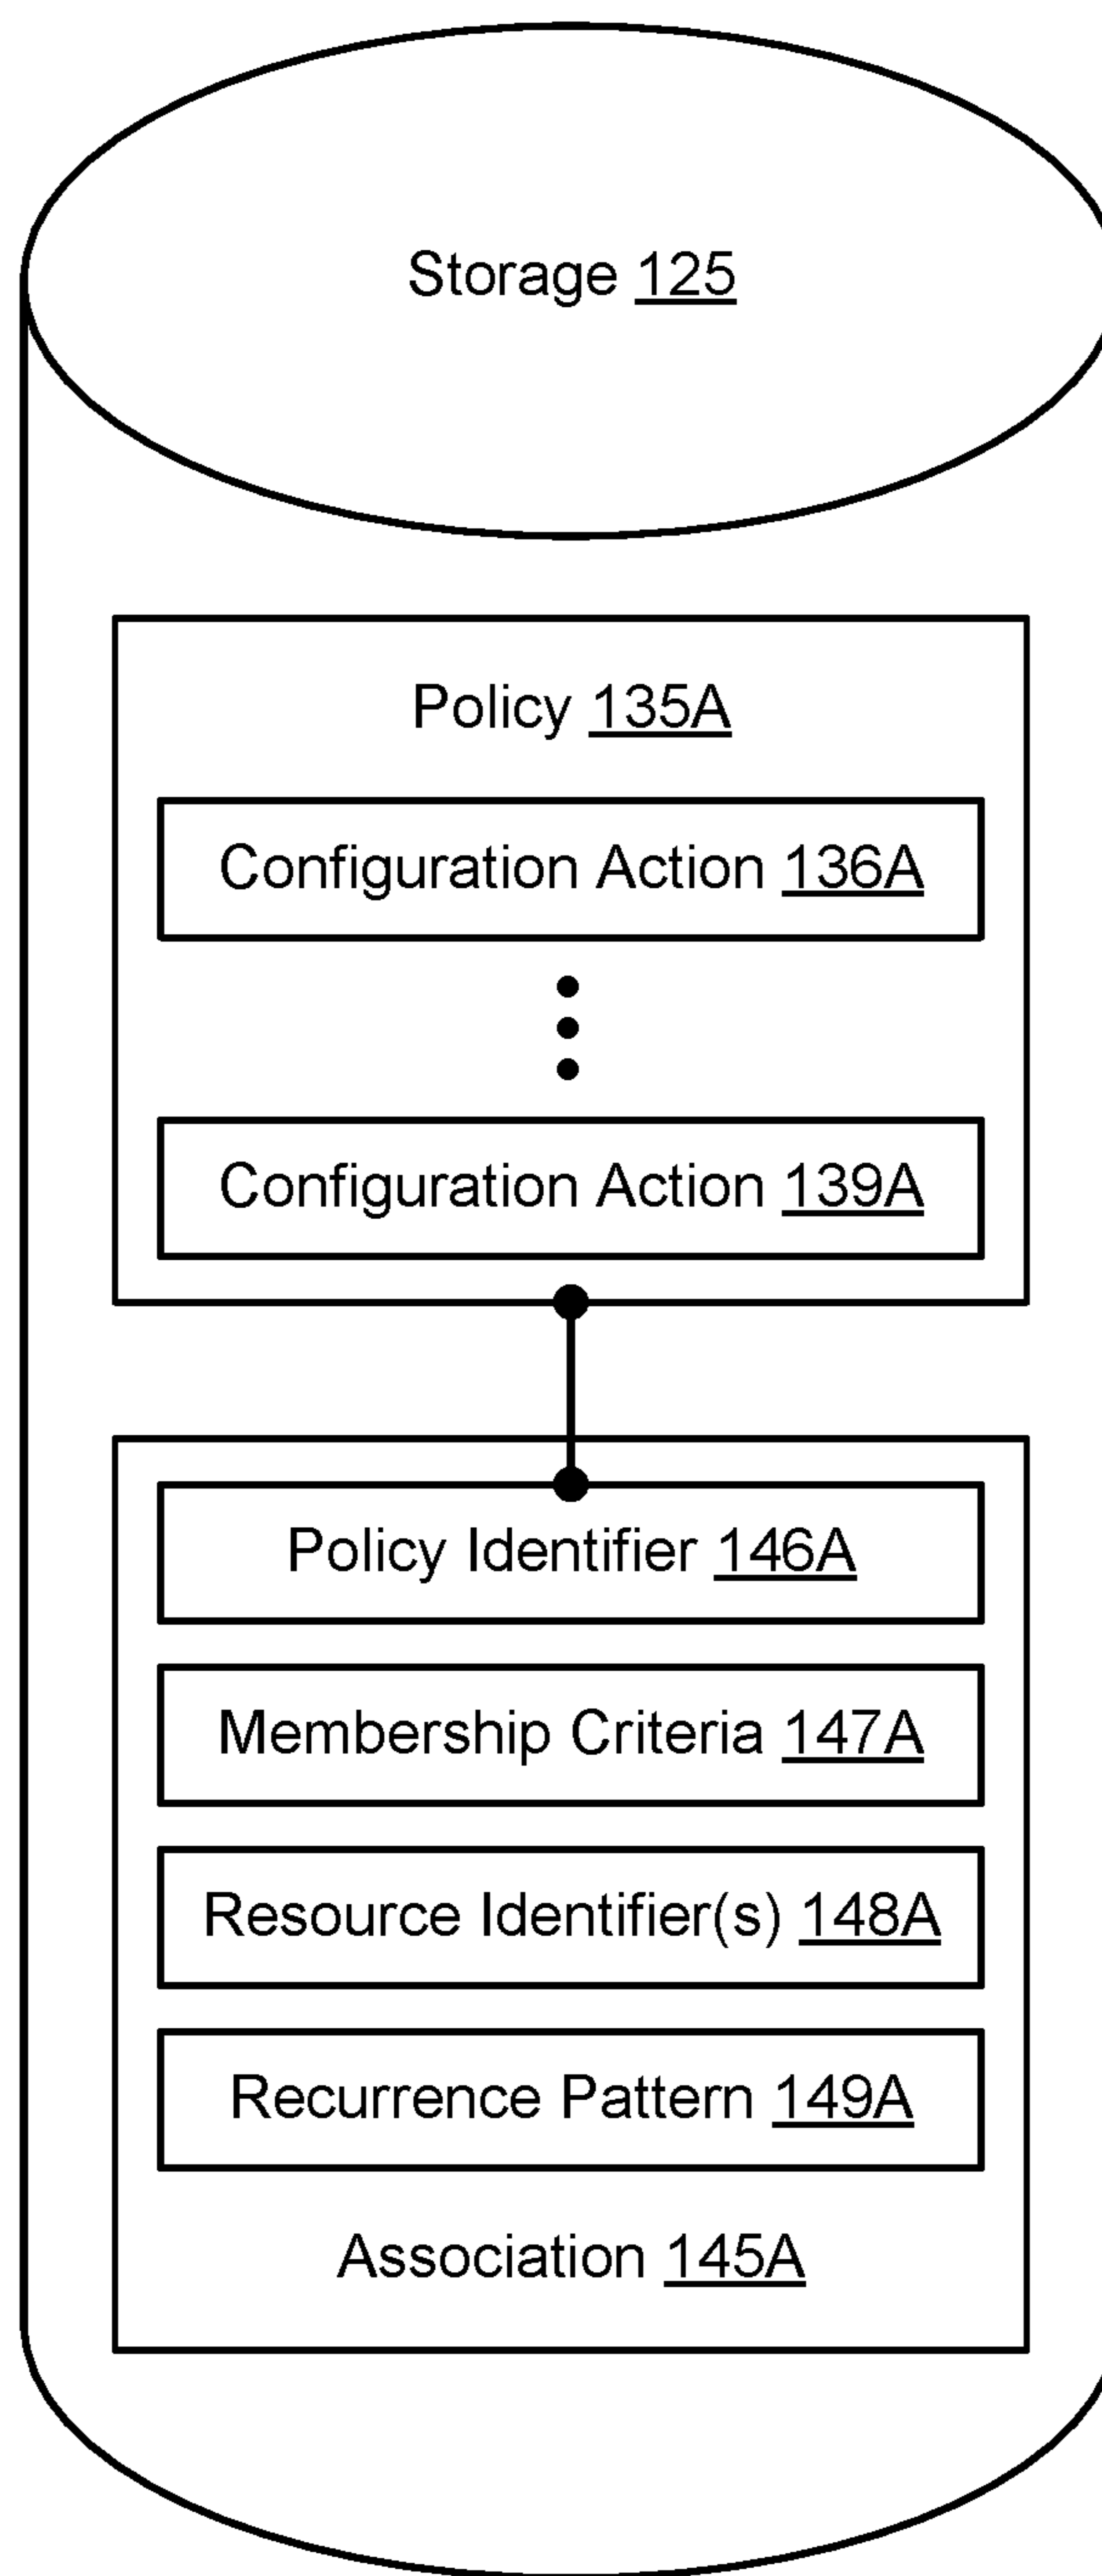 Storage 125
Policy 135A
Configuration Action 136A
Configuration Action 139A
Policy Identifier 146A
Membership Criteria 147A
Resource Identifier(s) 148A
Recurrence Pattern 149A
Association 145A